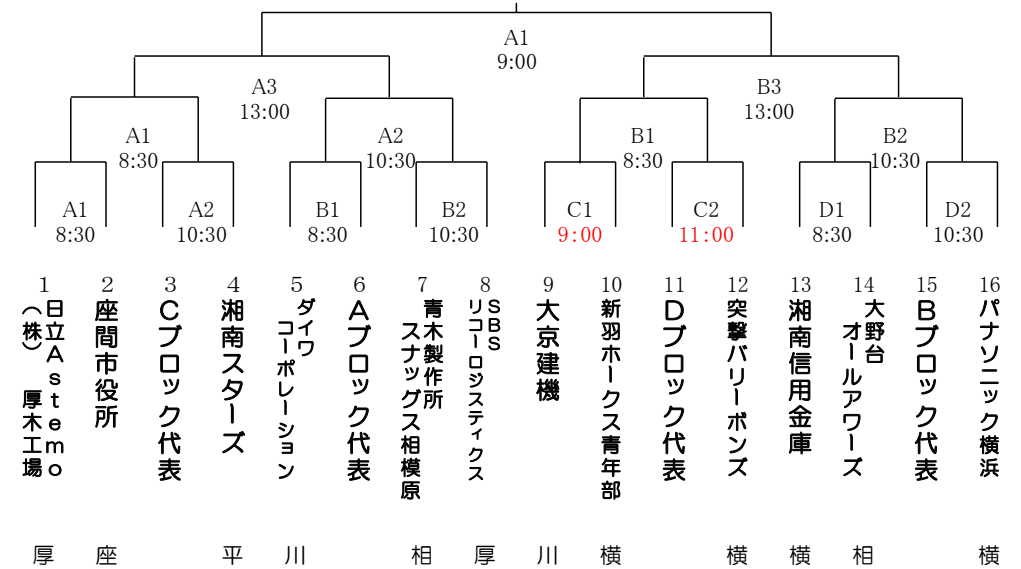 A1
9:00
A3
13:00
B3
13:00
A1
8:30
A2
10:30
B1
8:30
B2
10:30
A1
8:30
A2
10:30
B1
8:30
B2
10:30
C1
9:00
C2
11:00
D1
8:30
D2
10:30
1
日立Astemo
(株) 厚木工場
厚
2
座間市役所
座
3
Cブロック代表
4
湘南スターズ
平
5
ダイワ
コーポレーション
川
6
Aブロック代表
7
青木製作所
スナッグス相模原
相
8
SBS
リコーロジスティクス
厚
9
大京建機
川
10
新羽ホークス青年部
横
11
Dブロック代表
12
突撃バリーボンズ
横
13
湘南信用金庫
横
14
大野台
オールアワーズ
相
15
Bブロック代表
16
パナソニック横浜
横